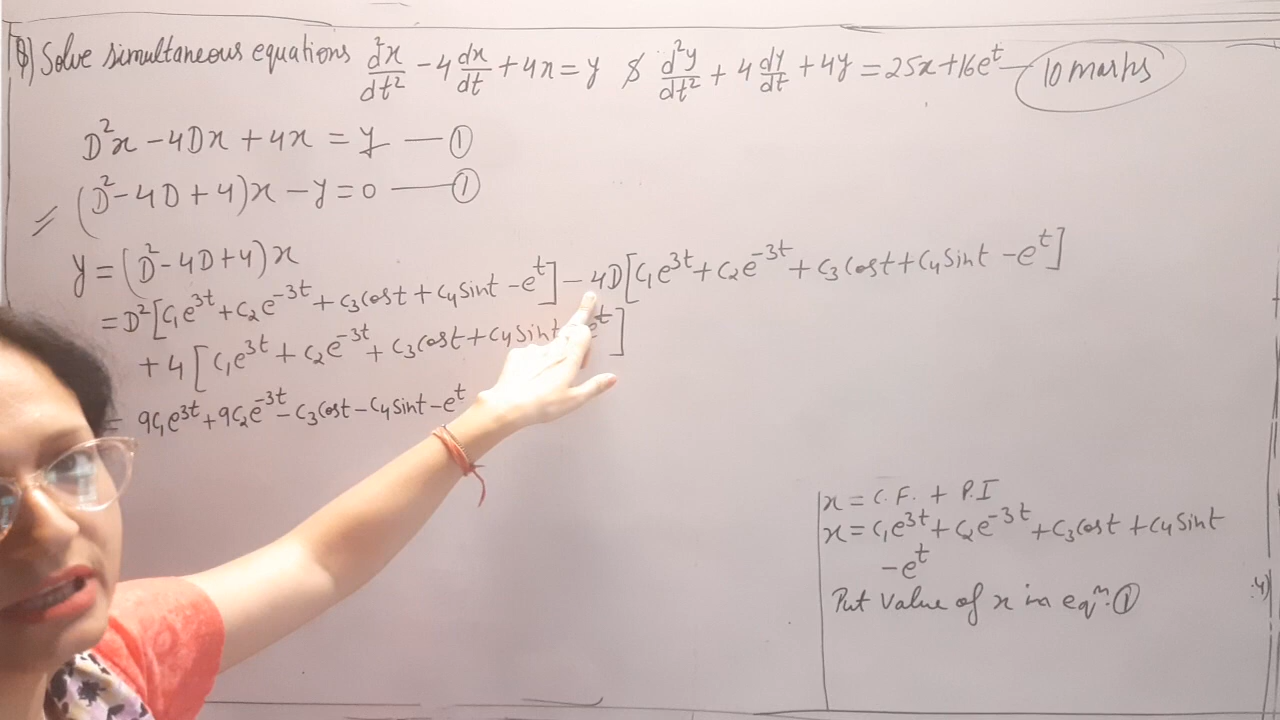 Q) Solve simultaneous equations d²x/dt² - 4 dx/dt + 4x = y & d²y/dt² + 4 dy/dt + 4y = 25x + 16e^t — 10 marks
D²x - 4Dx + 4x = y — ①
= (D² - 4D + 4)x - y = 0 — ①
y = (D² - 4D + 4)x
= D²[c₁e^3t + c₂e^-3t + c₃cost + c₄sint - e^t] - 4D[c₁e^3t + c₂e^-3t + c₃cost + c₄sint - e^t]
+ 4[c₁e^3t + c₂e^-3t + c₃cost + c₄sint e^t]
= 9c₁e^3t + 9c₂e^-3t - c₃cost - c₄sint - e^t
x = C.F. + P.I
x = c₁e^3t + c₂e^-3t + c₃cost + c₄sint
- e^t
Put value of x in eqn. ①